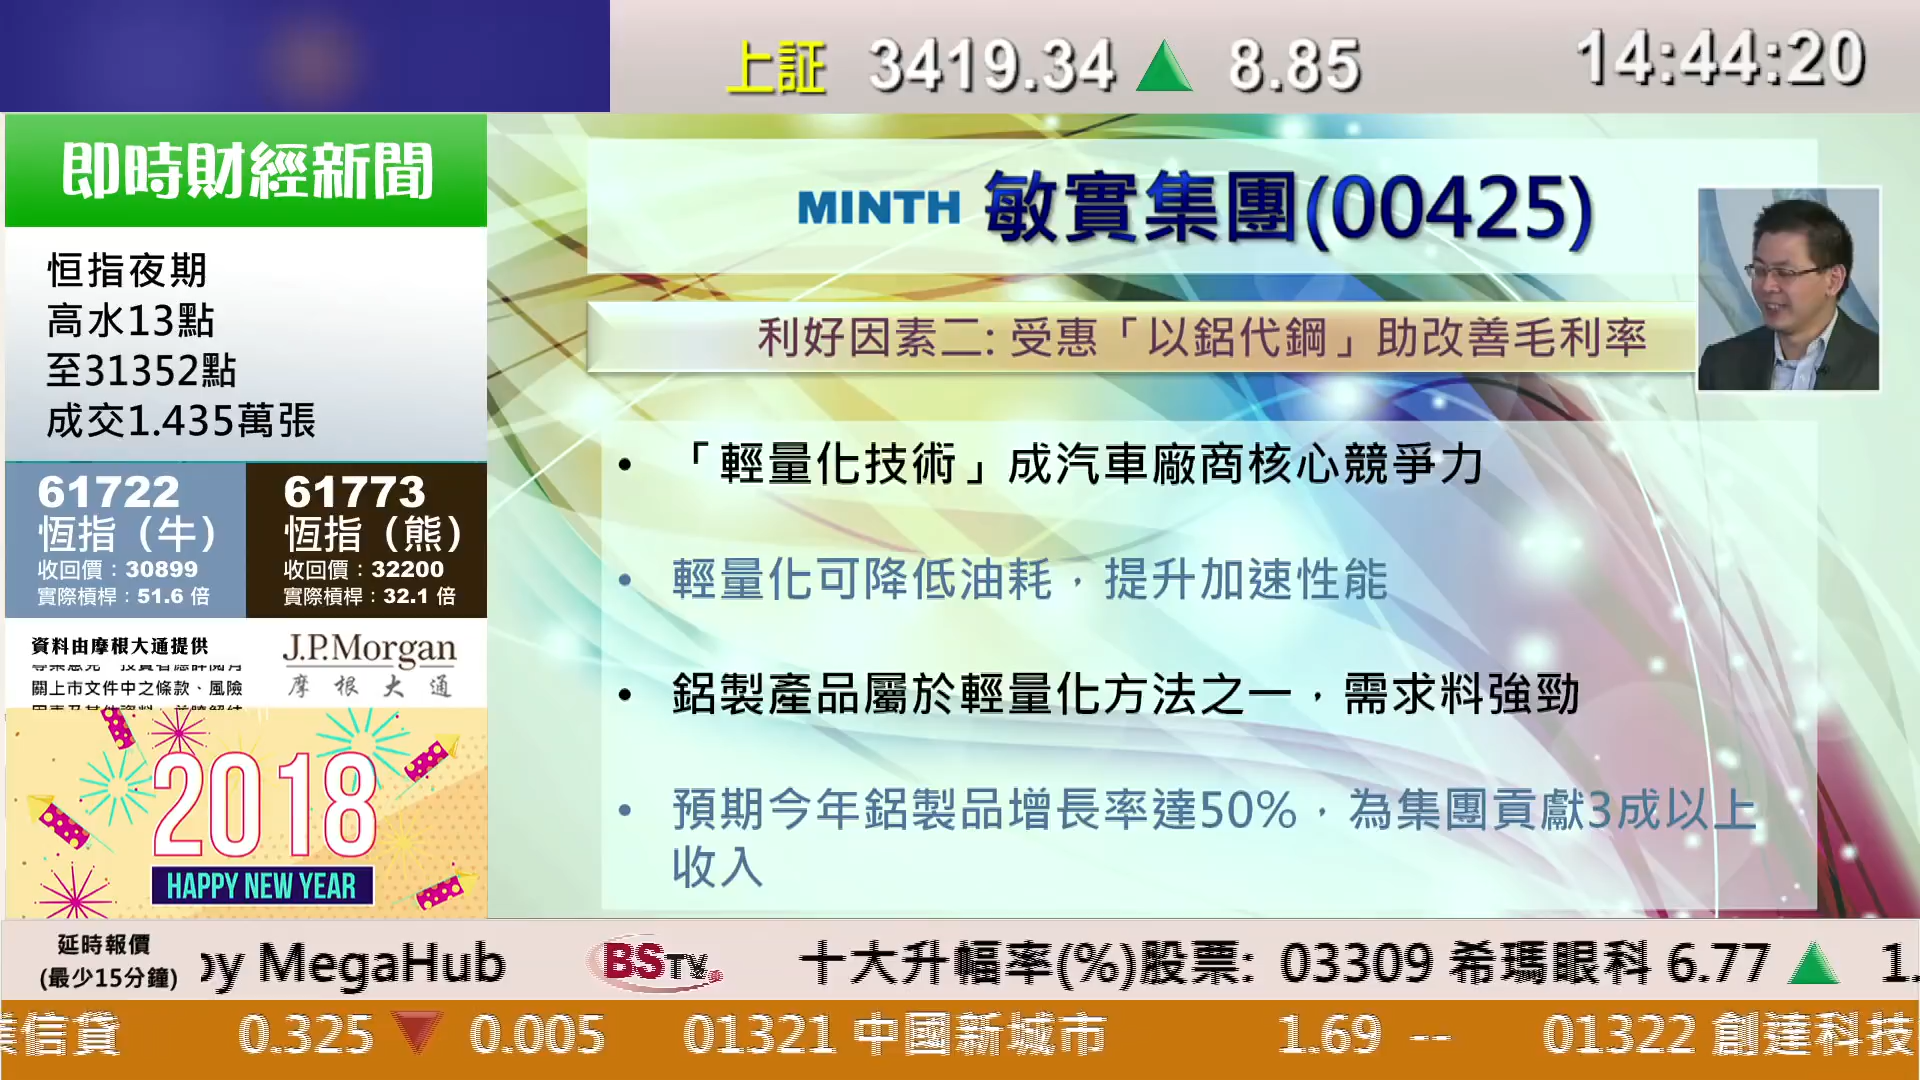 上証 3419.34 ▲ 8.85 14:44:20
即時財經新聞
恒指夜期
高水13點
至31352點
成交1.435萬張
61722
恆指（牛）
收回價：30899
實際槓桿：51.6 倍
61773
恆指（熊）
收回價：32200
實際槓桿：32.1 倍
資料由摩根大通提供
關上市文件中之條款、風險
J.P.Morgan
摩根大通
2018
HAPPY NEW YEAR
MINTH 敏實集團(00425)
利好因素二: 受惠「以鋁代鋼」助改善毛利率
• 「輕量化技術」成汽車廠商核心競爭力
• 輕量化可降低油耗，提升加速性能
• 鋁製產品屬於輕量化方法之一，需求料強勁
• 預期今年鋁製品增長率達50%，為集團貢獻3成以上
收入
延時報價
(最少15分鐘)
by MegaHub BSTV 十大升幅率(%)股票: 03309 希瑪眼科 6.77 ▲ 1.
業信貸 0.325 ▼ 0.005 01321 中國新城市 1.69 -- 01322 創達科技